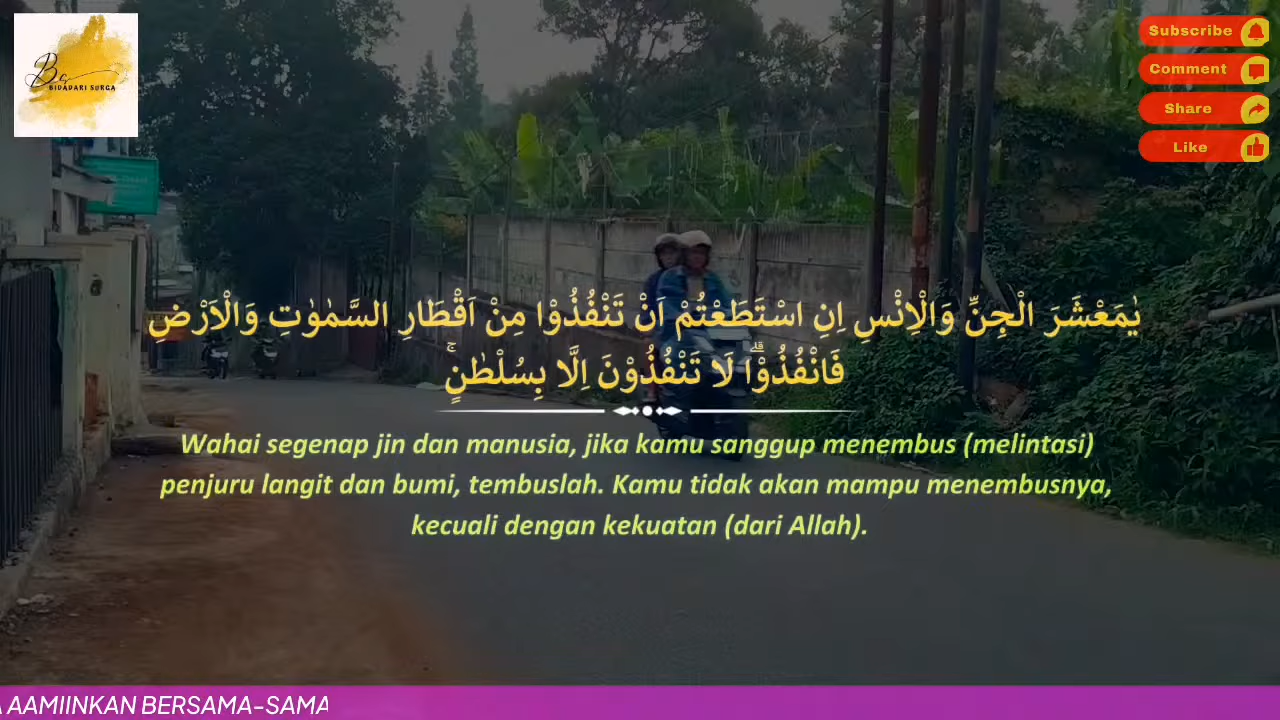 Bs
BIDADARI SURGA
Subscribe
Comment
Share
Like
يٰمَعْشَرَ الْجِنِّ وَالْاِنْسِ اِنِ اسْتَطَعْتُمْ اَنْ تَنْفُذُوْا مِنْ اَقْطَارِ السَّمٰوٰتِ وَالْاَرْضِ
فَانْفُذُوْاۗ لَا تَنْفُذُوْنَ اِلَّا بِسُلْطٰنٍۚ
Wahai segenap jin dan manusia, jika kamu sanggup menembus (melintasi)
penjuru langit dan bumi, tembuslah. Kamu tidak akan mampu menembusnya,
kecuali dengan kekuatan (dari Allah).
AAMIINKAN BERSAMA-SAMA